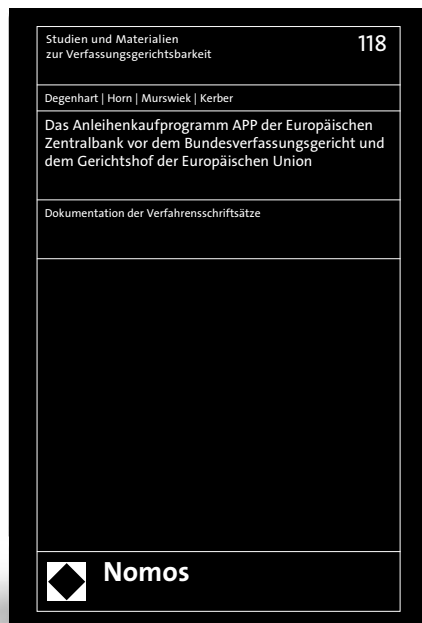 Studien und Materialien
zur Verfassungsgerichtsbarkeit
118
Degenhart | Horn | Murswiek | Kerber
Das Anleihenkaufprogramm APP der Europäischen
Zentralbank vor dem Bundesverfassungsgericht und
dem Gerichtshof der Europäischen Union
Dokumentation der Verfahrensschriftsätze
Nomos